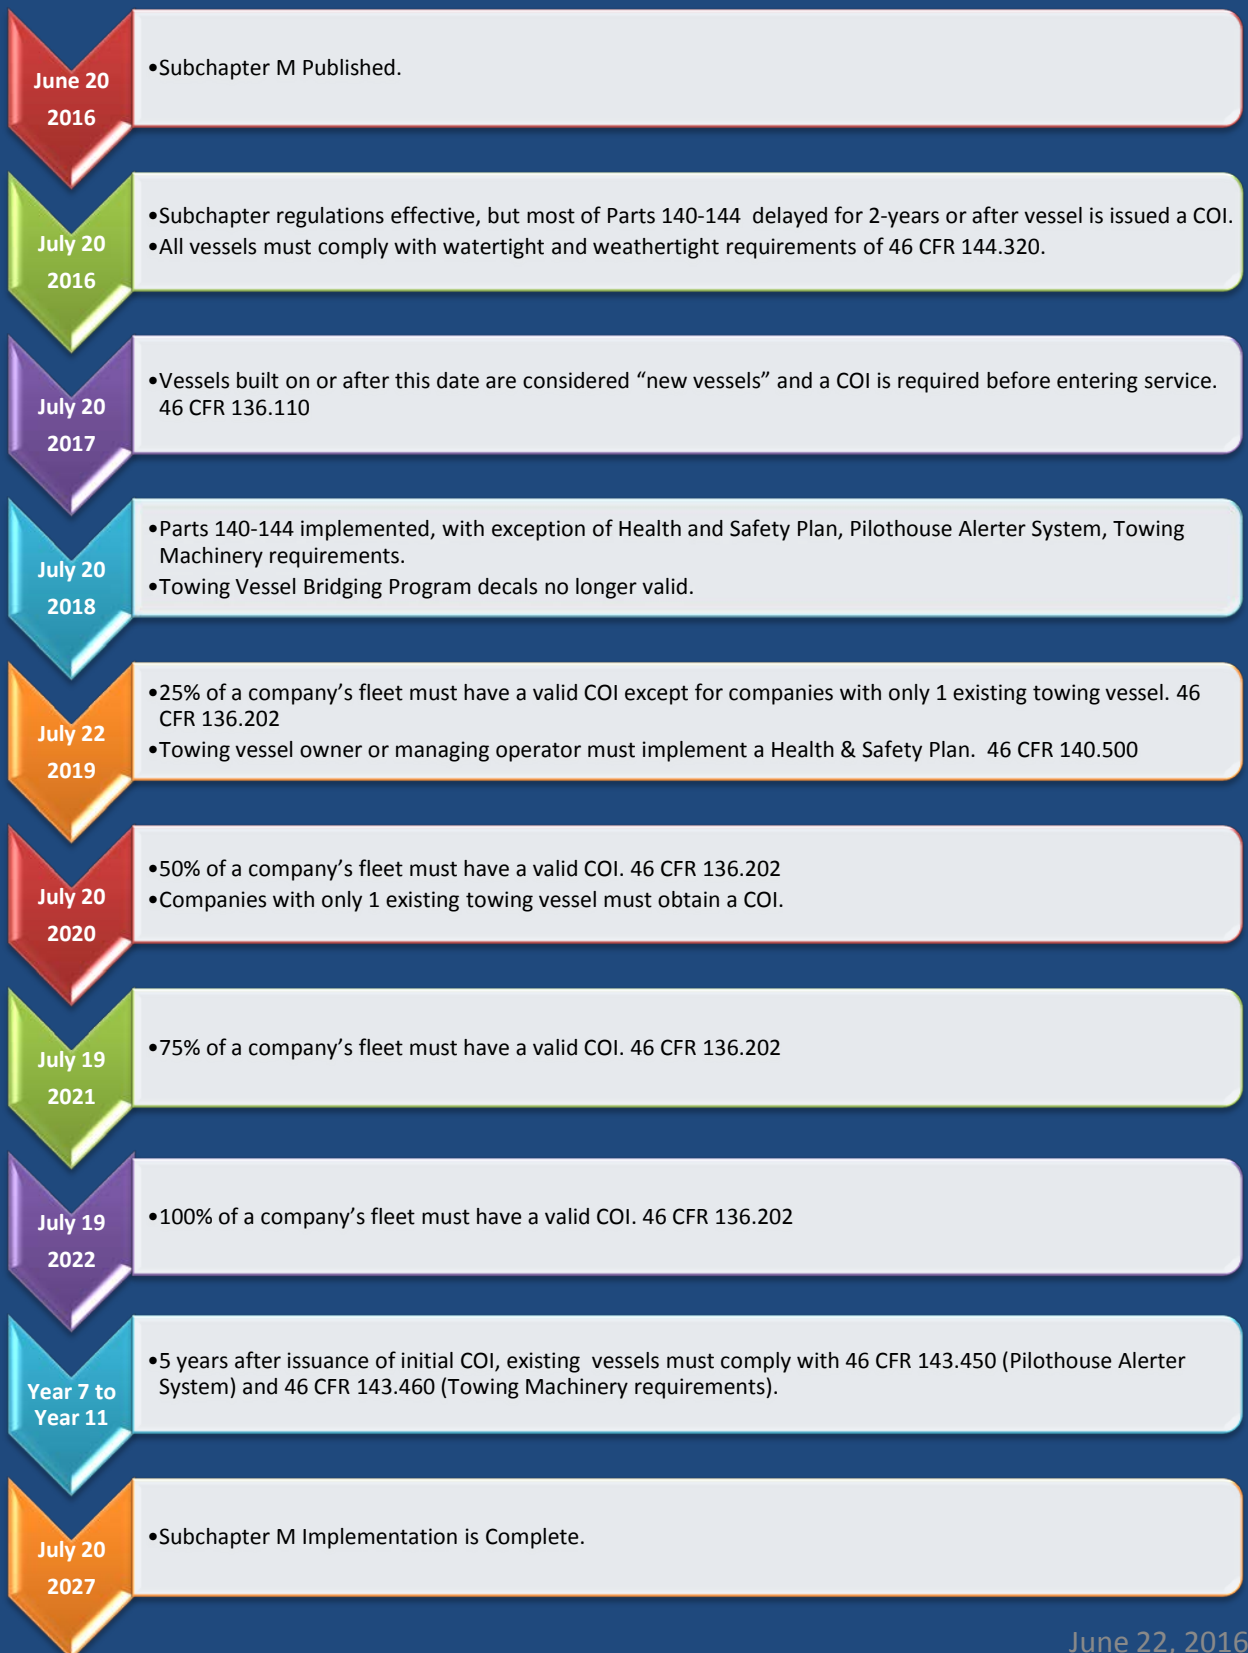 June 20
2016
•Subchapter M Published.
July 20
2016
•Subchapter regulations effective, but most of Parts 140-144 delayed for 2-years or after vessel is issued a COI.
•All vessels must comply with watertight and weathertight requirements of 46 CFR 144.320.
July 20
2017
•Vessels built on or after this date are considered “new vessels” and a COI is required before entering service.
46 CFR 136.110
July 20
2018
•Parts 140-144 implemented, with exception of Health and Safety Plan, Pilothouse Alerter System, Towing
Machinery requirements.
•Towing Vessel Bridging Program decals no longer valid.
July 22
2019
•25% of a company’s fleet must have a valid COI except for companies with only 1 existing towing vessel. 46
CFR 136.202
•Towing vessel owner or managing operator must implement a Health & Safety Plan. 46 CFR 140.500
July 20
2020
•50% of a company’s fleet must have a valid COI. 46 CFR 136.202
•Companies with only 1 existing towing vessel must obtain a COI.
July 19
2021
•75% of a company’s fleet must have a valid COI. 46 CFR 136.202
July 19
2022
•100% of a company’s fleet must have a valid COI. 46 CFR 136.202
Year 7 to
Year 11
•5 years after issuance of initial COI, existing vessels must comply with 46 CFR 143.450 (Pilothouse Alerter
System) and 46 CFR 143.460 (Towing Machinery requirements).
July 20
2027
•Subchapter M Implementation is Complete.
June 22, 2016